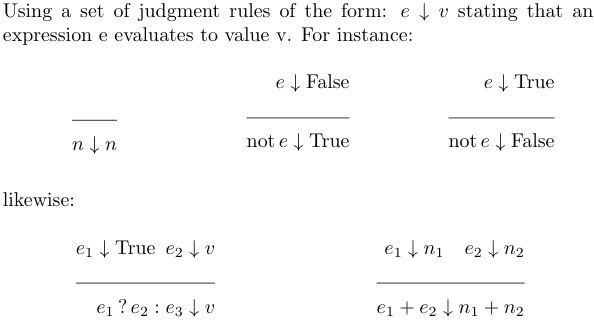 Using a set of judgment rules of the form: e ↓ v stating that an
expression e evaluates to value v. For instance:
e ↓ False e ↓ True
n ↓ n not e ↓ True not e ↓ False
likewise:
e₁ ↓ True e₂ ↓ v e₁ ↓ n₁ e₂ ↓ n₂
e₁ ? e₂ : e₃ ↓ v e₁ + e₂ ↓ n₁ + n₂